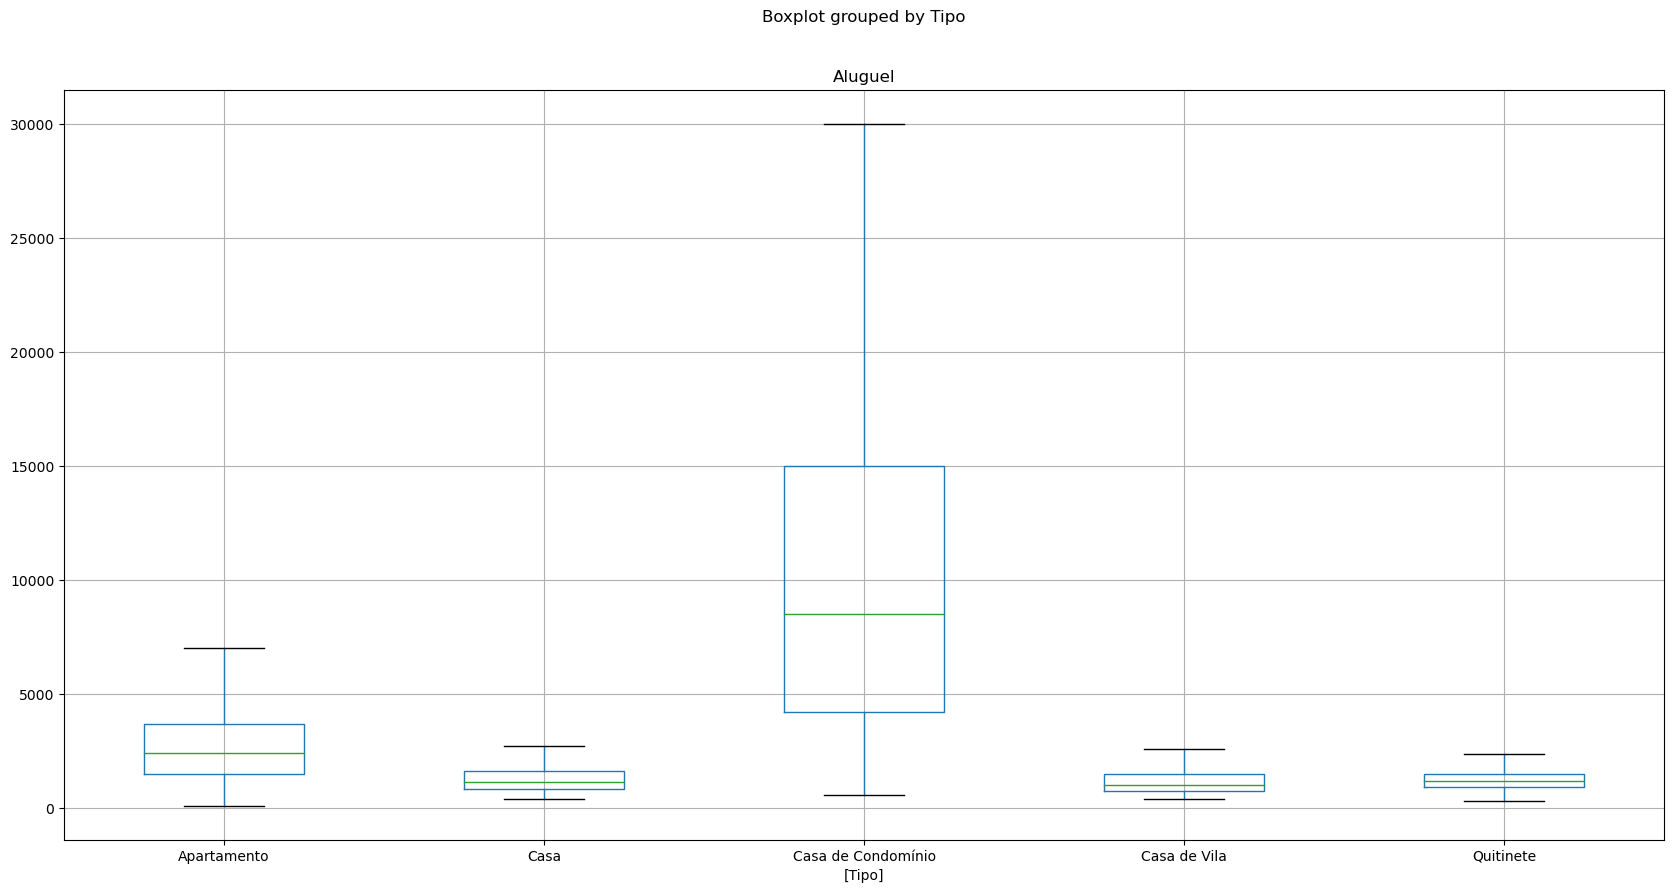 Boxplot grouped by Tipo
Aluguel
30000
25000
20000
15000
10000
5000
0
Apartamento Casa Casa de Condomínio Casa de Vila Quitinete
[Tipo]